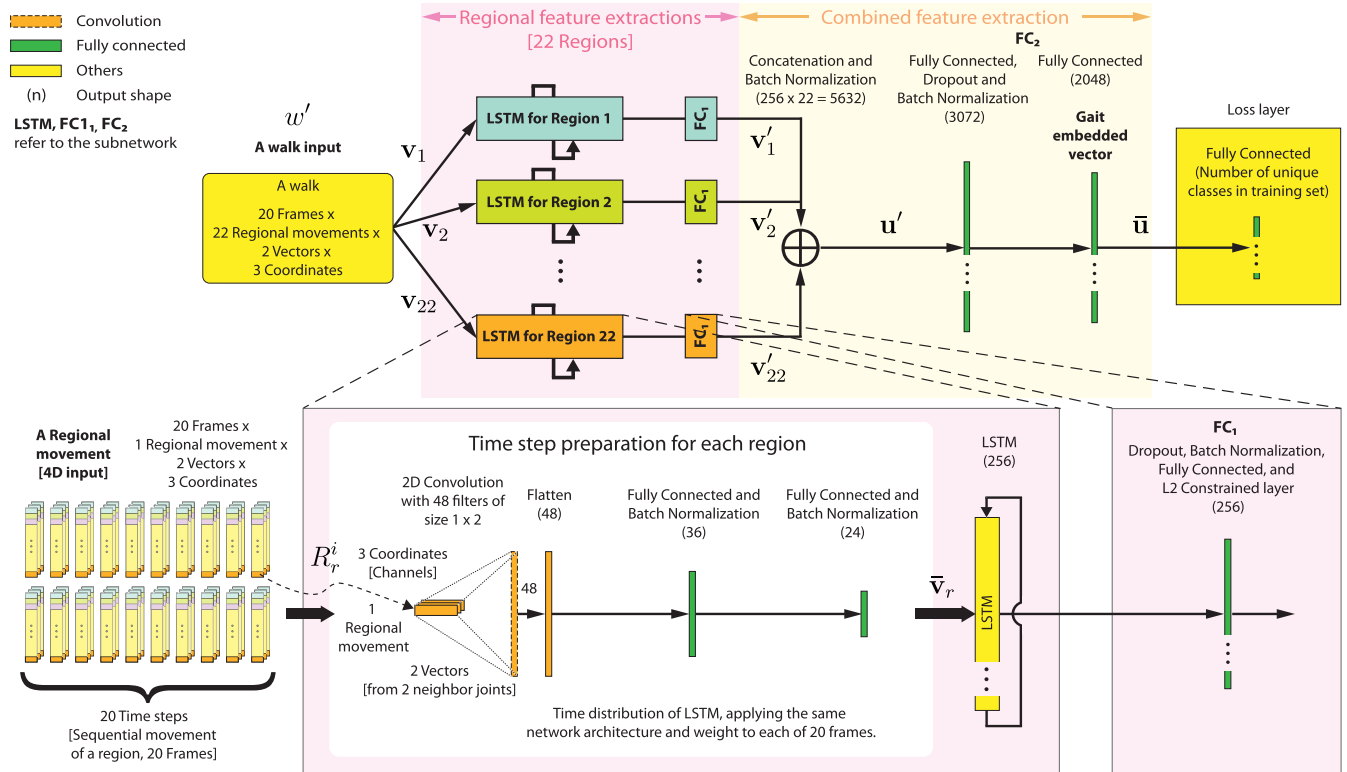 Convolution
Fully connected
Others
(n) Output shape
LSTM, FC1₁, FC₂
refer to the subnetwork
Regional feature extractions
[22 Regions]
Combined feature extraction
w′
A walk input
A walk
20 Frames x
22 Regional movements x
2 Vectors x
3 Coordinates
v₁
v₂
v₂₂
LSTM for Region 1
LSTM for Region 2
LSTM for Region 22
FC₁
FC₁
FC₁
v′₁
v′₂
v′₂₂
Concatenation and
Batch Normalization
(256 x 22 = 5632)
u′
FC₂
Fully Connected,
Dropout and
Batch Normalization
(3072)
Fully Connected
(2048)
Gait
embedded
vector
ū
Loss layer
Fully Connected
(Number of unique
classes in training set)
A Regional
movement
[4D input]
20 Frames x
1 Regional movement x
2 Vectors x
3 Coordinates
20 Time steps
[Sequential movement
of a region, 20 Frames]
Time step preparation for each region
Rᵢᵣ
2D Convolution
with 48 filters of
size 1 x 2
3 Coordinates
[Channels]
1
Regional
movement
2 Vectors
[from 2 neighbor joints]
48
Flatten
(48)
Fully Connected and
Batch Normalization
(36)
Fully Connected and
Batch Normalization
(24)
Time distribution of LSTM, applying the same
network architecture and weight to each of 20 frames.
v̄ᵣ
LSTM
(256)
LSTM
FC₁
Dropout, Batch Normalization,
Fully Connected, and
L2 Constrained layer
(256)